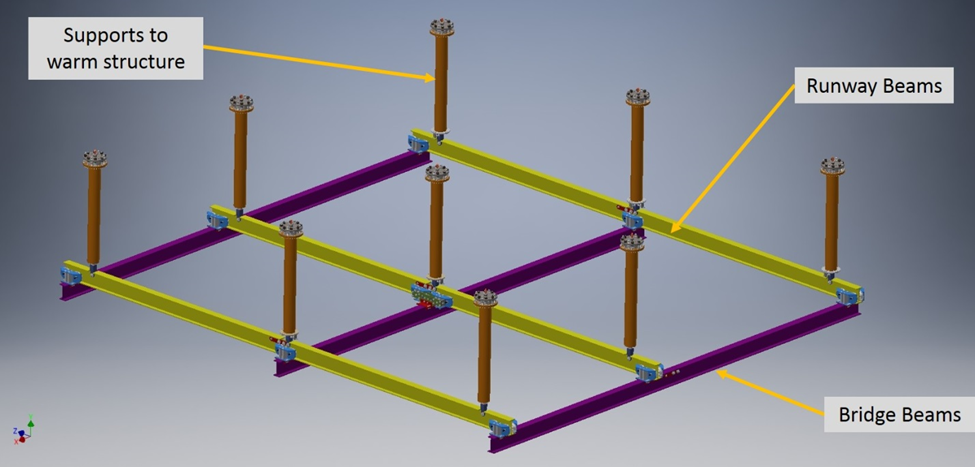 Supports to
warm structure
Runway Beams
Bridge Beams
Y
Z
X